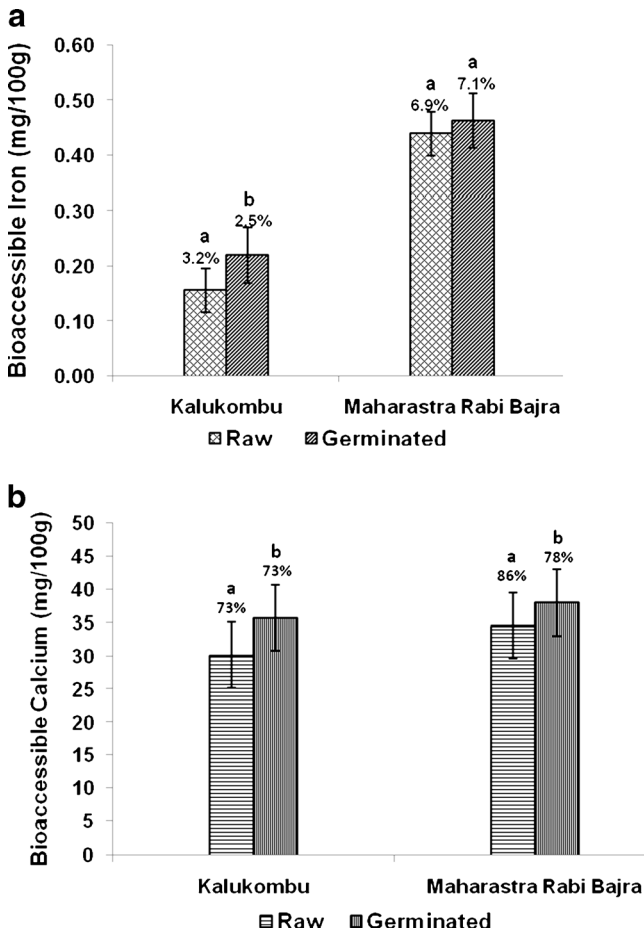 a
Bioaccessible Iron (mg/100g)
0.60
0.50
0.40
0.30
0.20
0.10
0.00
a
3.2%
b
2.5%
a
6.9%
a
7.1%
Kalukombu
Maharastra Rabi Bajra
Raw
Germinated
b
Bioaccessible Calcium (mg/100g)
50
45
40
35
30
25
20
15
10
5
0
a
73%
b
73%
a
86%
b
78%
Kalukombu
Maharastra Rabi Bajra
Raw
Germinated